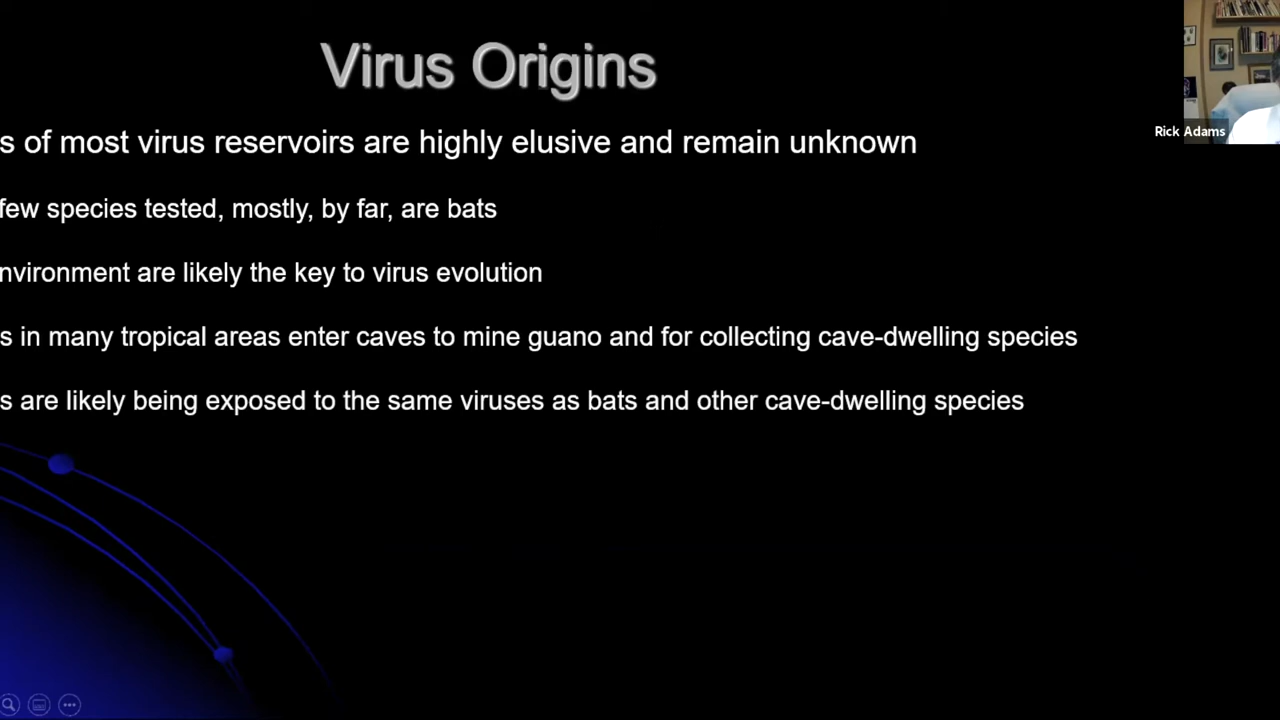 Virus Origins
s of most virus reservoirs are highly elusive and remain unknown
Rick Adams
few species tested, mostly, by far, are bats
nvironment are likely the key to virus evolution
s in many tropical areas enter caves to mine guano and for collecting cave-dwelling species
s are likely being exposed to the same viruses as bats and other cave-dwelling species